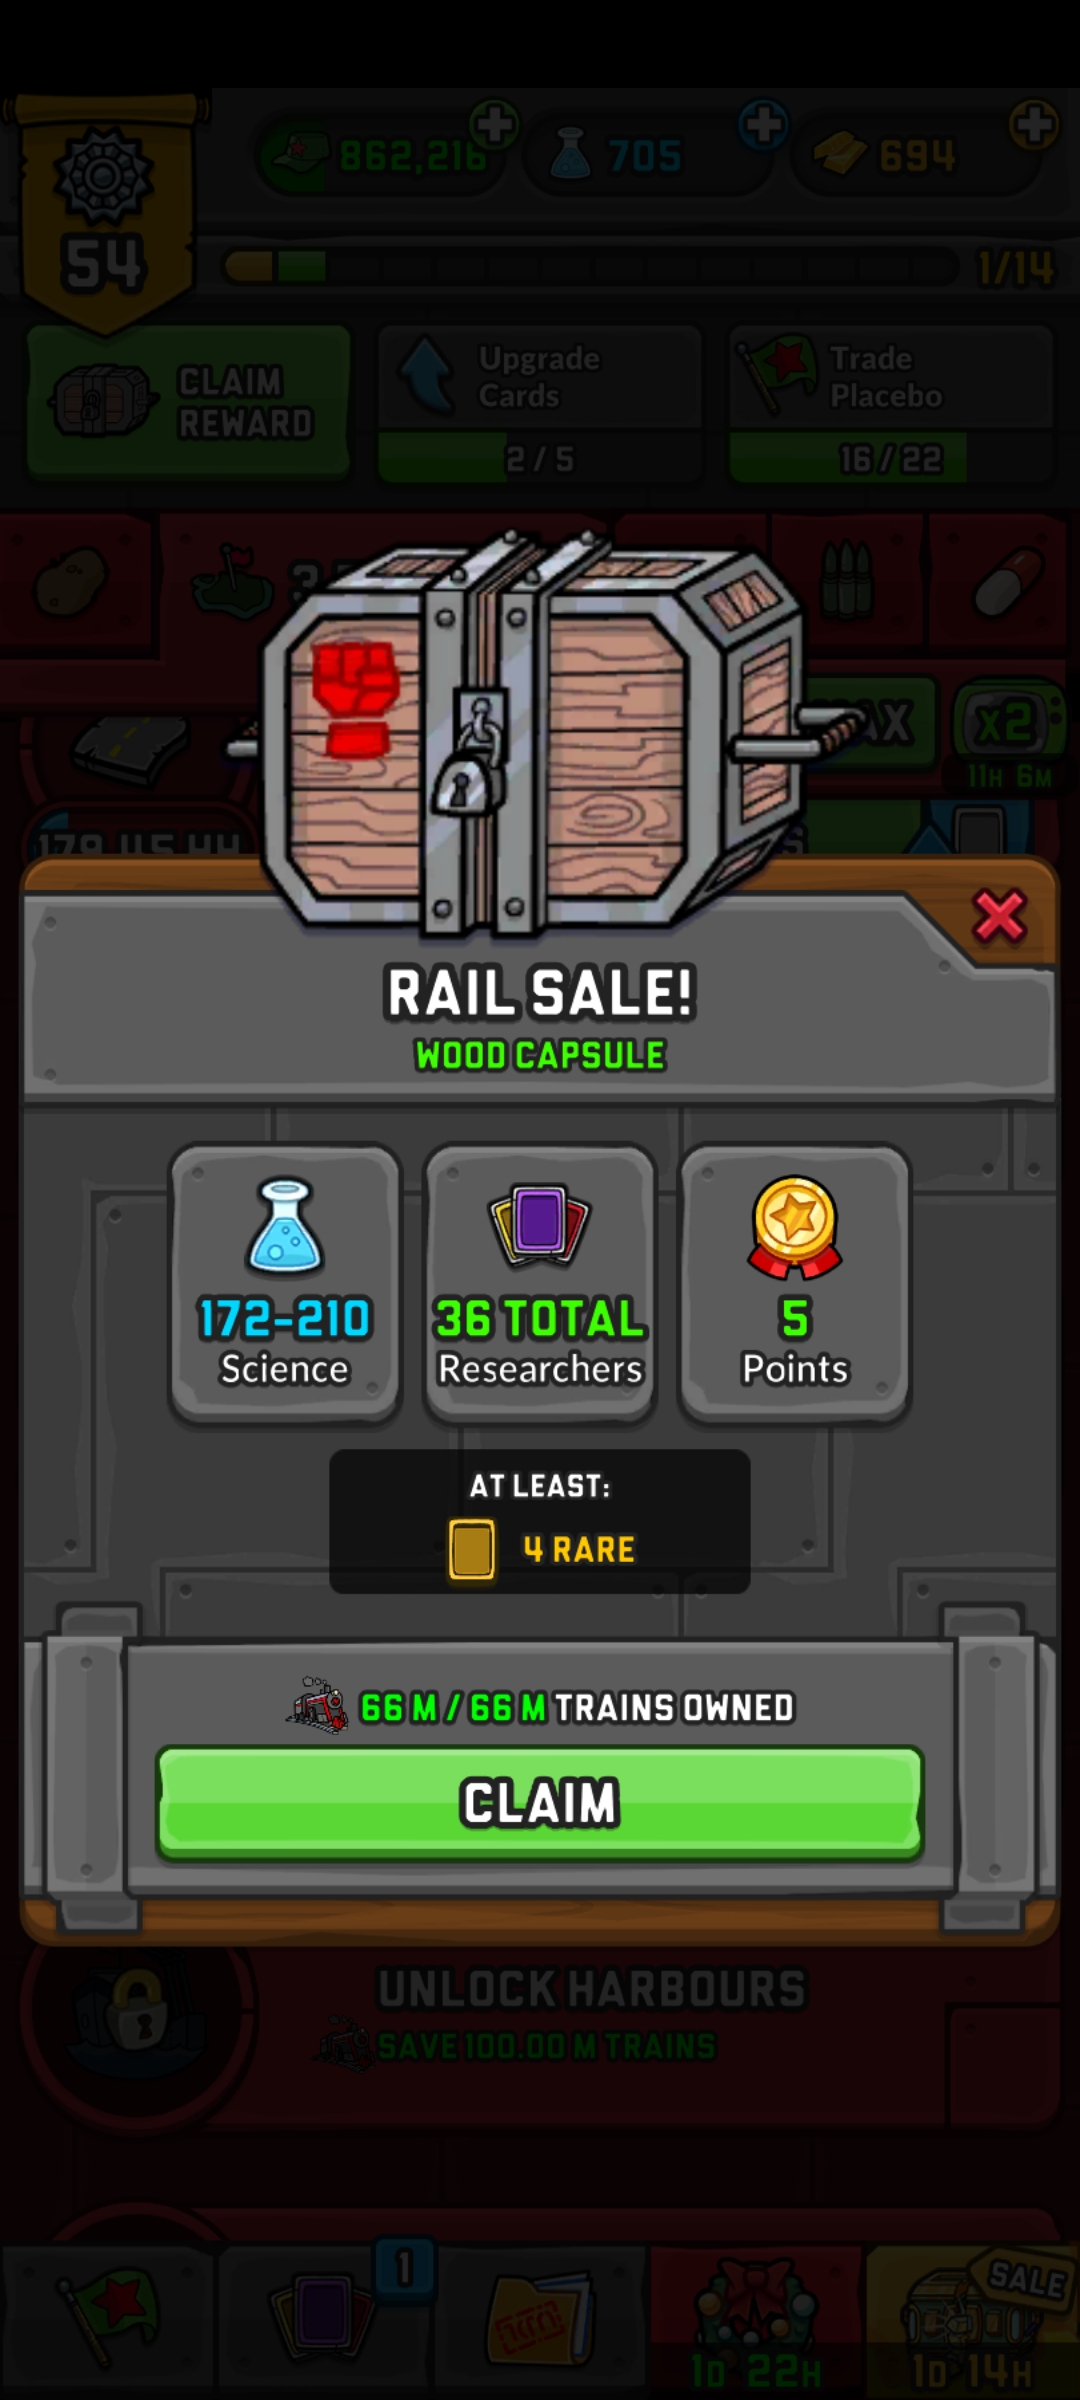 862,216
705
694
54
1/14
CLAIM
REWARD
Upgrade
Cards
2 / 5
Trade
Placebo
16 / 22
AX
x2
11H 6M
RAIL SALE!
WOOD CAPSULE
172-210
Science
36 TOTAL
Researchers
5
Points
AT LEAST:
4 RARE
66 M / 66 M TRAINS OWNED
CLAIM
UNLOCK HARBOURS
SAVE 100.00 M TRAINS
1
SALE
1D 22H
1D 14H